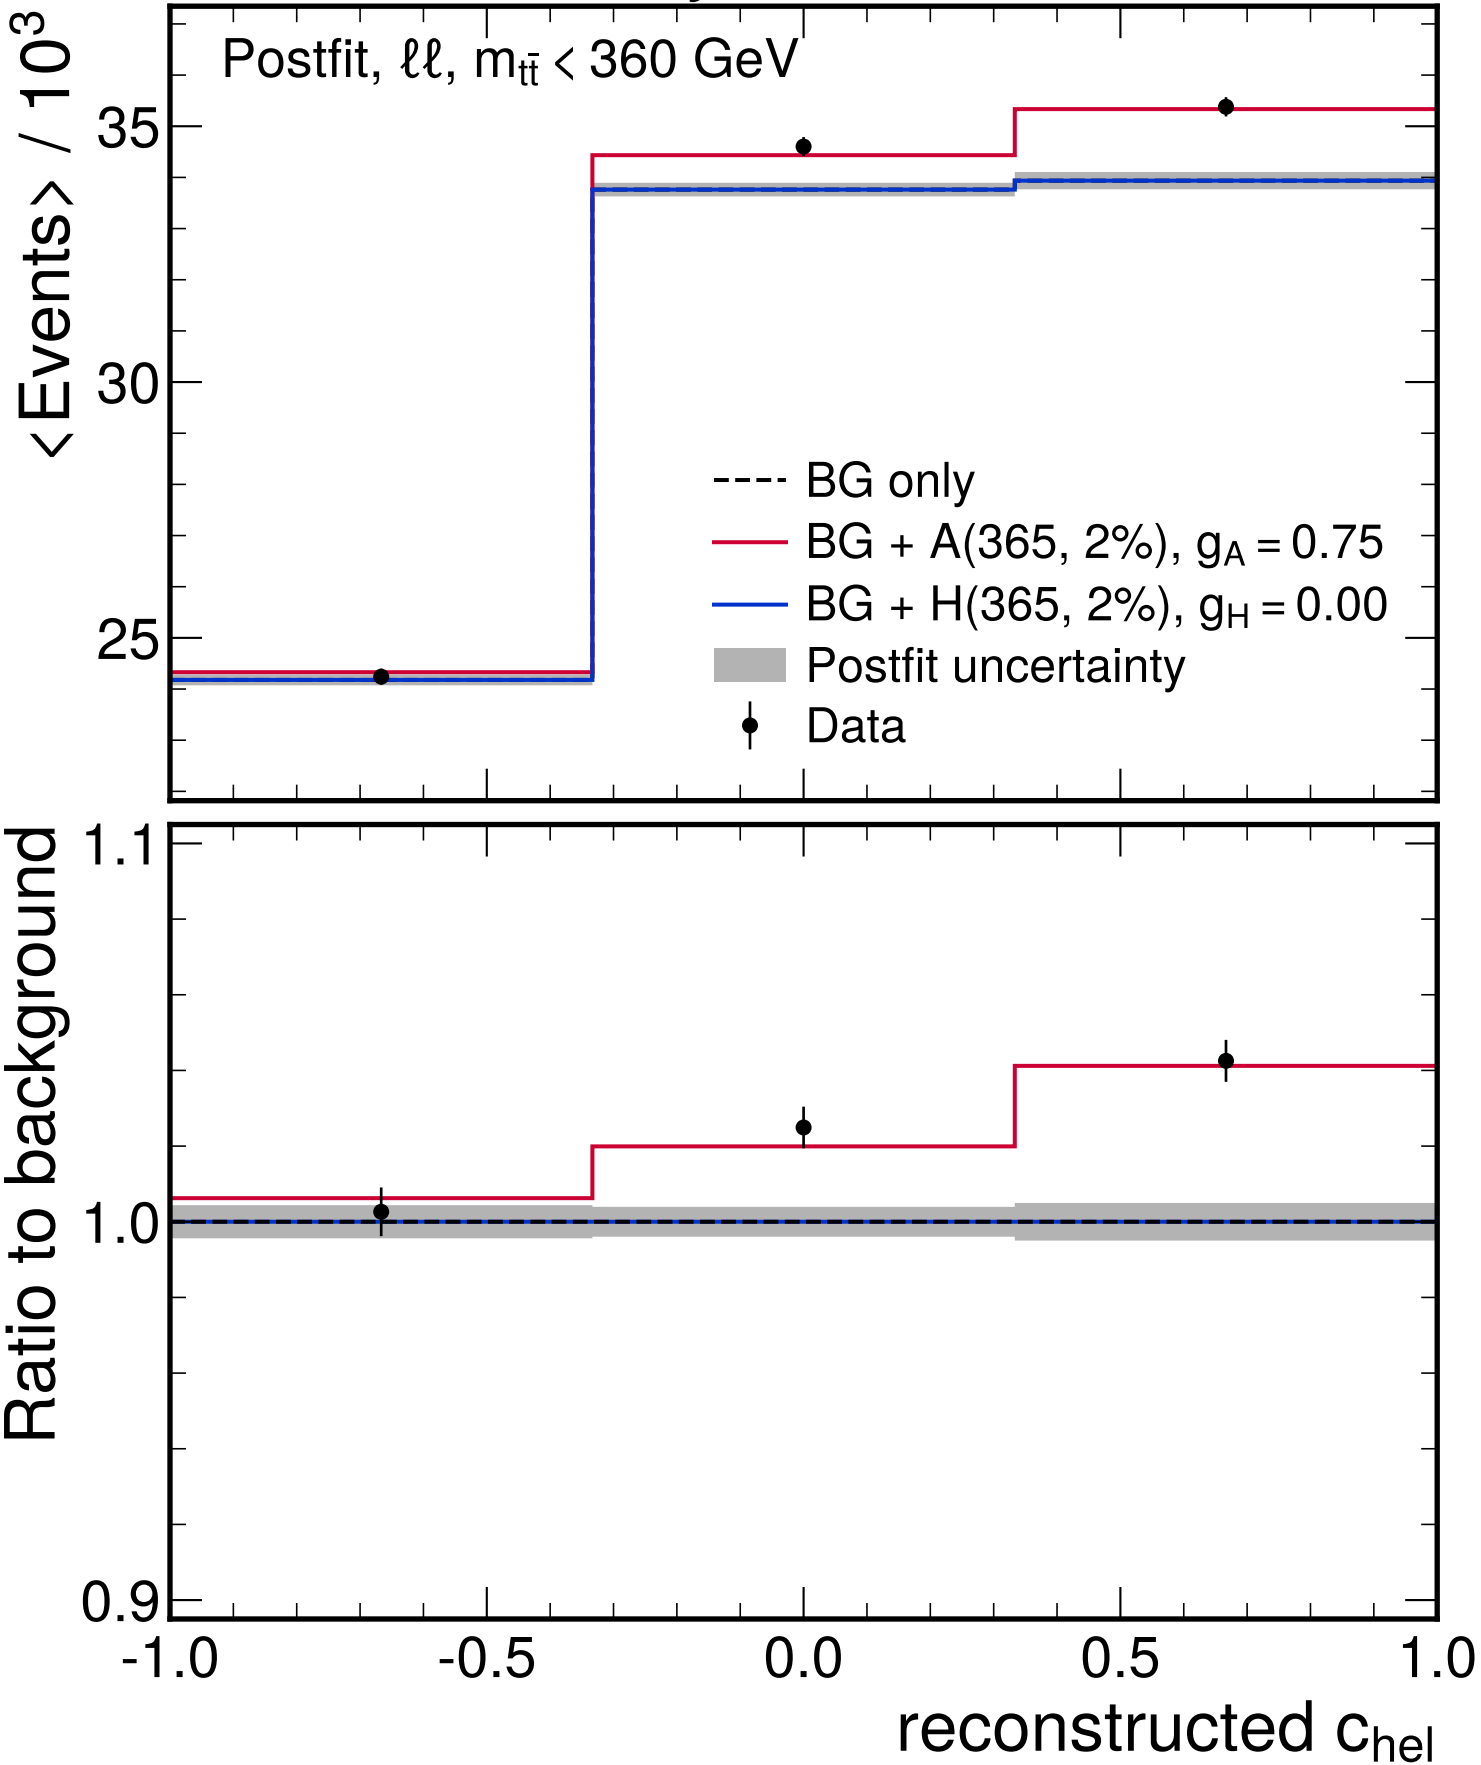 Postfit, ℓℓ, m_tt̄ < 360 GeV
<Events> / 10³
35
30
25
BG only
BG + A(365, 2%), g_A = 0.75
BG + H(365, 2%), g_H = 0.00
Postfit uncertainty
Data
Ratio to background
1.1
1.0
0.9
-1.0 -0.5 0.0 0.5 1.0
reconstructed c_hel